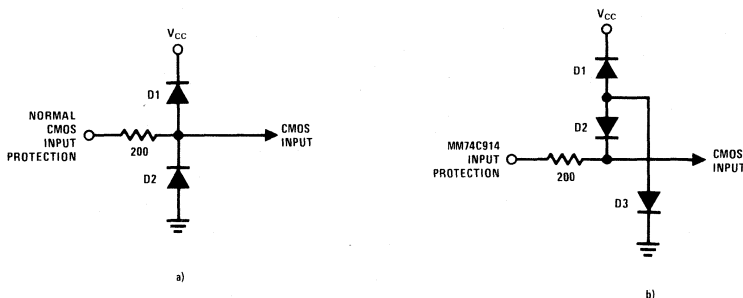 VCC
D1
NORMAL
CMOS
INPUT
PROTECTION
200
CMOS
INPUT
D2
a)
VCC
D1
D2
MM74C914
INPUT
PROTECTION
200
CMOS
INPUT
D3
b)